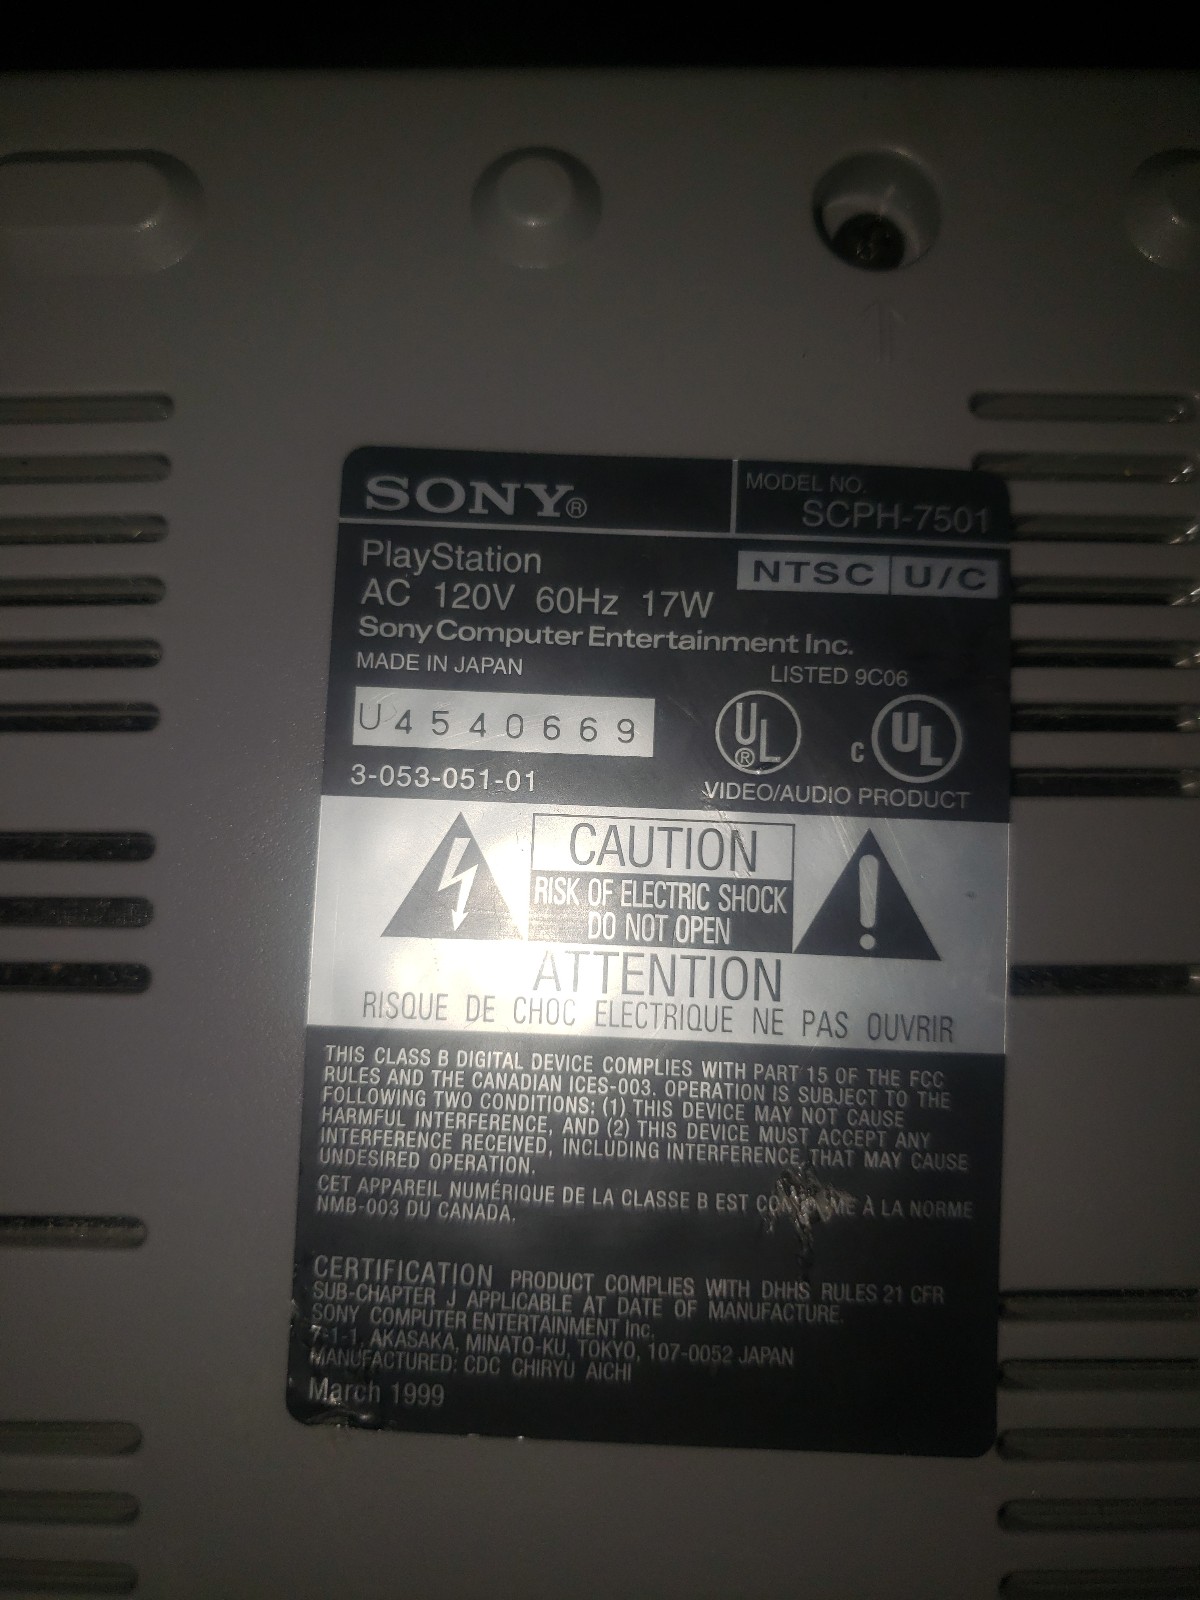 SONY®
MODEL NO.
SCPH-7501
PlayStation
NTSC U/C
AC 120V 60Hz 17W
Sony Computer Entertainment Inc.
MADE IN JAPAN
LISTED 9C06
U4540669
UL® c UL
3-053-051-01
VIDEO/AUDIO PRODUCT
CAUTION
RISK OF ELECTRIC SHOCK
DO NOT OPEN
ATTENTION
RISQUE DE CHOC ELECTRIQUE NE PAS OUVRIR
THIS CLASS B DIGITAL DEVICE COMPLIES WITH PART 15 OF THE FCC
RULES AND THE CANADIAN ICES-003. OPERATION IS SUBJECT TO THE
FOLLOWING TWO CONDITIONS: (1) THIS DEVICE MAY NOT CAUSE
HARMFUL INTERFERENCE, AND (2) THIS DEVICE MUST ACCEPT ANY
INTERFERENCE RECEIVED, INCLUDING INTERFERENCE THAT MAY CAUSE
UNDESIRED OPERATION.
CET APPAREIL NUMÉRIQUE DE LA CLASSE B EST À LA NORME
NMB-003 DU CANADA.
CERTIFICATION PRODUCT COMPLIES WITH DHHS RULES 21 CFR
SUB-CHAPTER J APPLICABLE AT DATE OF MANUFACTURE.
SONY COMPUTER ENTERTAINMENT Inc.
7-1-1, AKASAKA, MINATO-KU, TOKYO, 107-0052 JAPAN
MANUFACTURED: CDC CHIRYU AICHI
March 1999